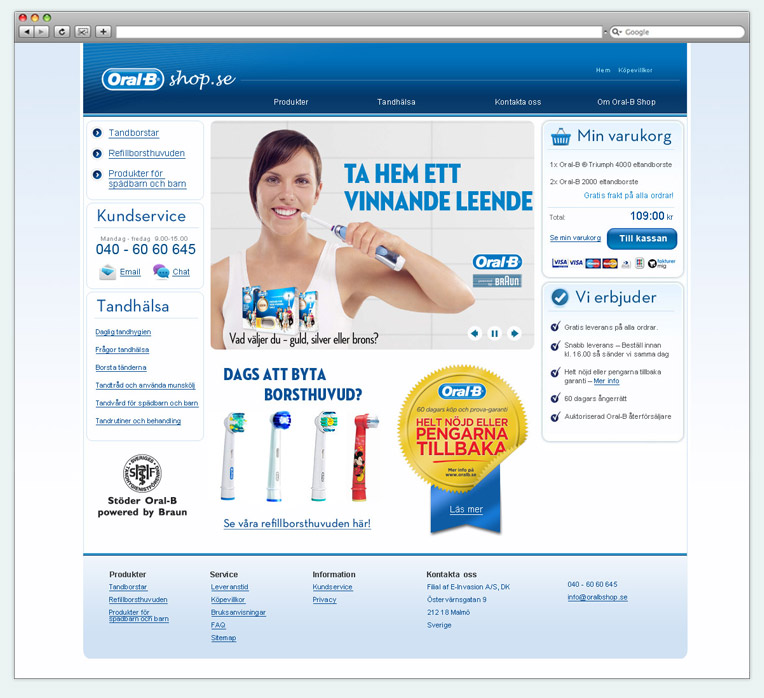 Google
Oral-B shop.se
Hem Köpevillkor
Produkter Tandhälsa Kontakta oss Om Oral-B Shop
Tandborstar
Refillborsthuvuden
Produkter för
spädbarn och barn
Kundservice
Mandag - fredag 9.00-15.00
040 - 60 60 645
Email Chat
Tandhälsa
Daglig tandhygien
Frågor tandhälsa
Borsta tänderna
Tandtråd och använda munskölj
Tandvård för spädbarn och barn
Tandrutiner och behandling
Stöder Oral-B
powered by Braun
TA HEM ETT
VINNANDE LEENDE
Oral-B
BRAUN
Vad väljer du – guld, silver eller brons?
DAGS ATT BYTA
BORSTHUVUD?
Se våra refillborsthuvuden här!
Oral-B
60 dagars köp och prova-garanti
HELT NÖJD ELLER
PENGARNA
TILLBAKA
Mer info på
www.oralb.se
Läs mer
Min varukorg
1x Oral-B ® Triumph 4000 eltandborste
2x Oral-B 2000 eltandborste
Gratis frakt på alla ordrar!
Total: 109:00 kr
Se min varukorg Till kassan
VISA VISA
Vi erbjuder
Gratis leverans på alla ordrar.
Snabb leverans – Beställ innan
kl. 16.00 så sänder vi samma dag
Helt nöjd eller pengarna tillbaka
garanti – Mer info
60 dagars ångerrätt
Auktoriserad Oral-B återförsäljare
Produkter
Tandborstar
Refillborsthuvuden
Produkter för
spädbarn och barn
Service
Leveranstid
Köpevillkor
Bruksanvisningar
FAQ
Sitemap
Information
Kundservice
Privacy
Kontakta oss
Filial af E-Invasion A/S, DK
Östervärnsgatan 9
212 18 Malmö
Sverige
040 - 60 60 645
info@oralbshop.se